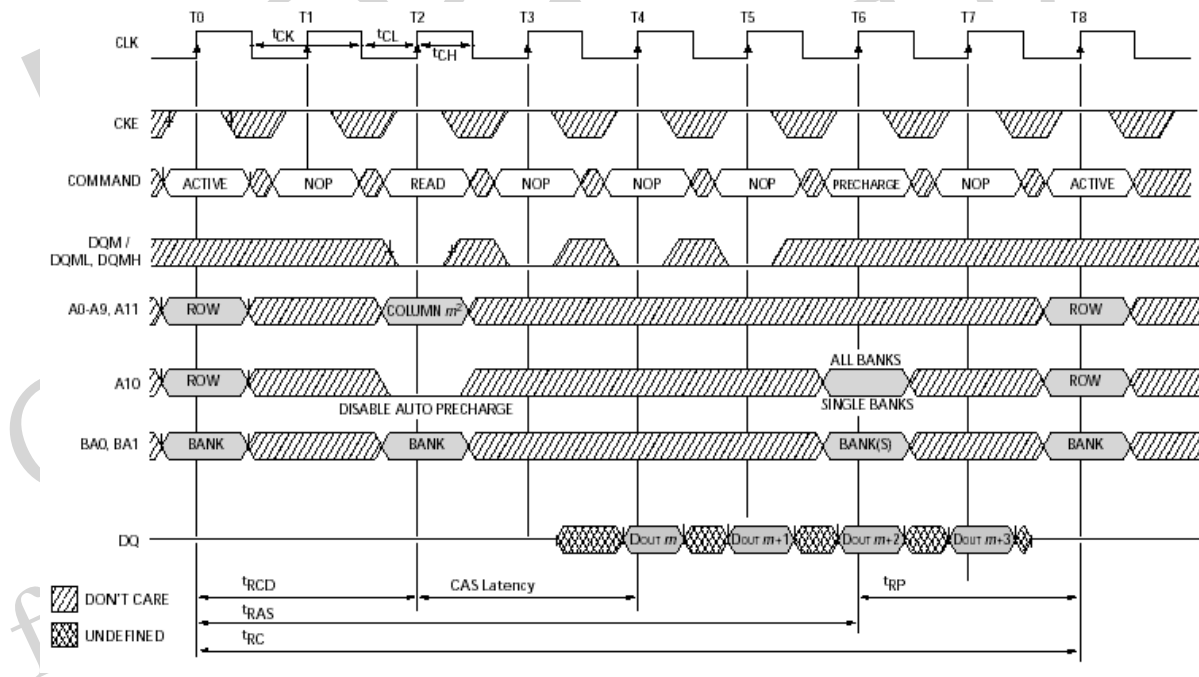 T0 T1 T2 T3 T4 T5 T6 T7 T8
CLK tCK tCL tCH
CKE
COMMAND ACTIVE NOP READ NOP NOP NOP PRECHARGE NOP ACTIVE
DQM /
DQML, DQMH
A0-A9, A11 ROW COLUMN m² ROW
ALL BANKS
A10 ROW ROW
DISABLE AUTO PRECHARGE SINGLE BANKS
BA0, BA1 BANK BANK BANK(S) BANK
DQ DOUT m DOUT m+1 DOUT m+2 DOUT m+3
tRCD CAS Latency tRP
DON'T CARE
tRAS
UNDEFINED
tRC